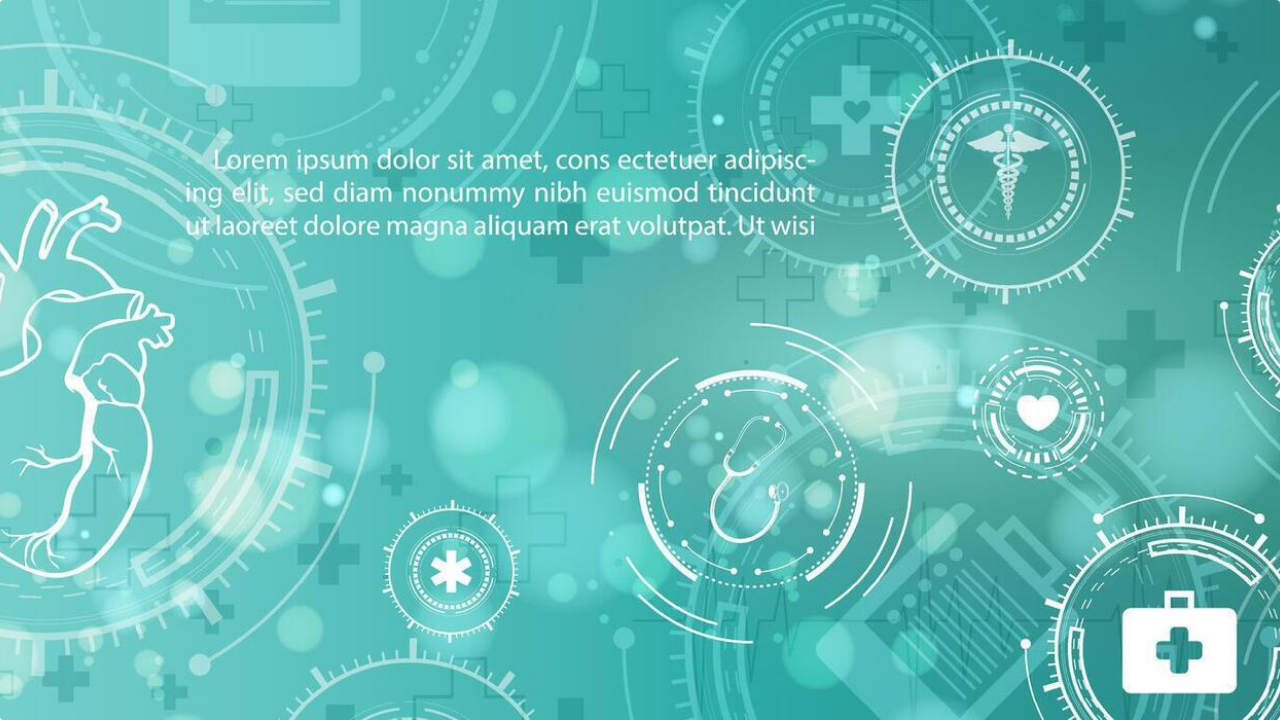 Lorem ipsum dolor sit amet, cons ectetuer adipisc-
ing elit, sed diam nonummy nibh euismod tincidunt
ut laoreet dolore magna aliquam erat volutpat. Ut wisi